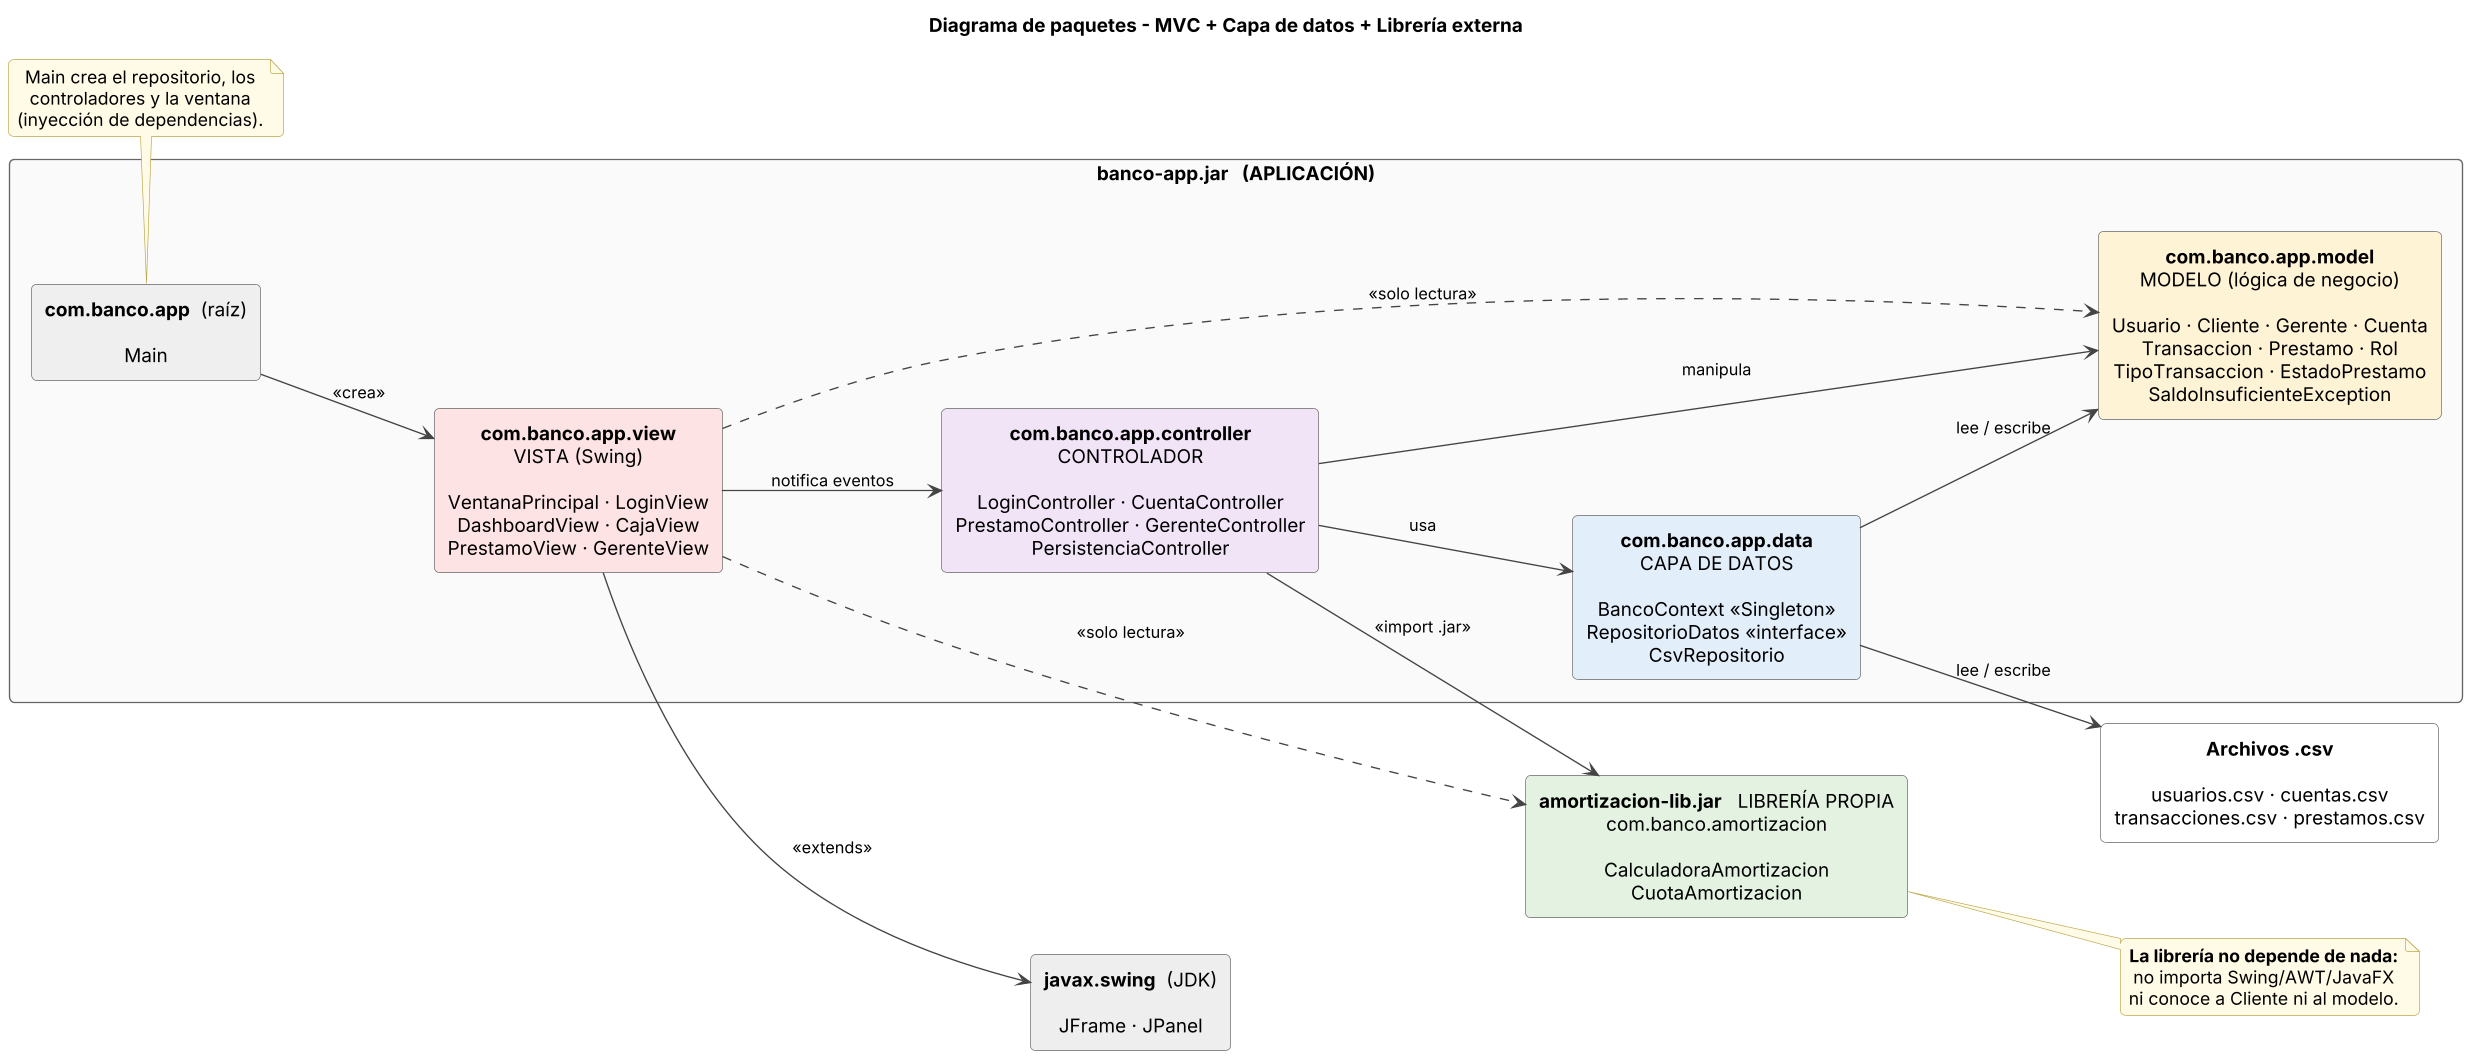 Diagrama de paquetes - MVC + Capa de datos + Librería externa
Main crea el repositorio, los
controladores y la ventana
(inyección de dependencias).
banco-app.jar (APLICACIÓN)
com.banco.app (raíz)
Main
«crea»
com.banco.app.view
VISTA (Swing)
VentanaPrincipal · LoginView
DashboardView · CajaView
PrestamoView · GerenteView
«solo lectura»
notifica eventos
«solo lectura»
«extends»
com.banco.app.controller
CONTROLADOR
LoginController · CuentaController
PrestamoController · GerenteController
PersistenciaController
manipula
usa
«import .jar»
com.banco.app.data
CAPA DE DATOS
BancoContext «Singleton»
RepositorioDatos «interface»
CsvRepositorio
lee / escribe
lee / escribe
com.banco.app.model
MODELO (lógica de negocio)
Usuario · Cliente · Gerente · Cuenta
Transaccion · Prestamo · Rol
TipoTransaccion · EstadoPrestamo
SaldoInsuficienteException
Archivos .csv
usuarios.csv · cuentas.csv
transacciones.csv · prestamos.csv
amortizacion-lib.jar LIBRERÍA PROPIA
com.banco.amortizacion
CalculadoraAmortizacion
CuotaAmortizacion
La librería no depende de nada:
no importa Swing/AWT/JavaFX
ni conoce a Cliente ni al modelo.
javax.swing (JDK)
JFrame · JPanel